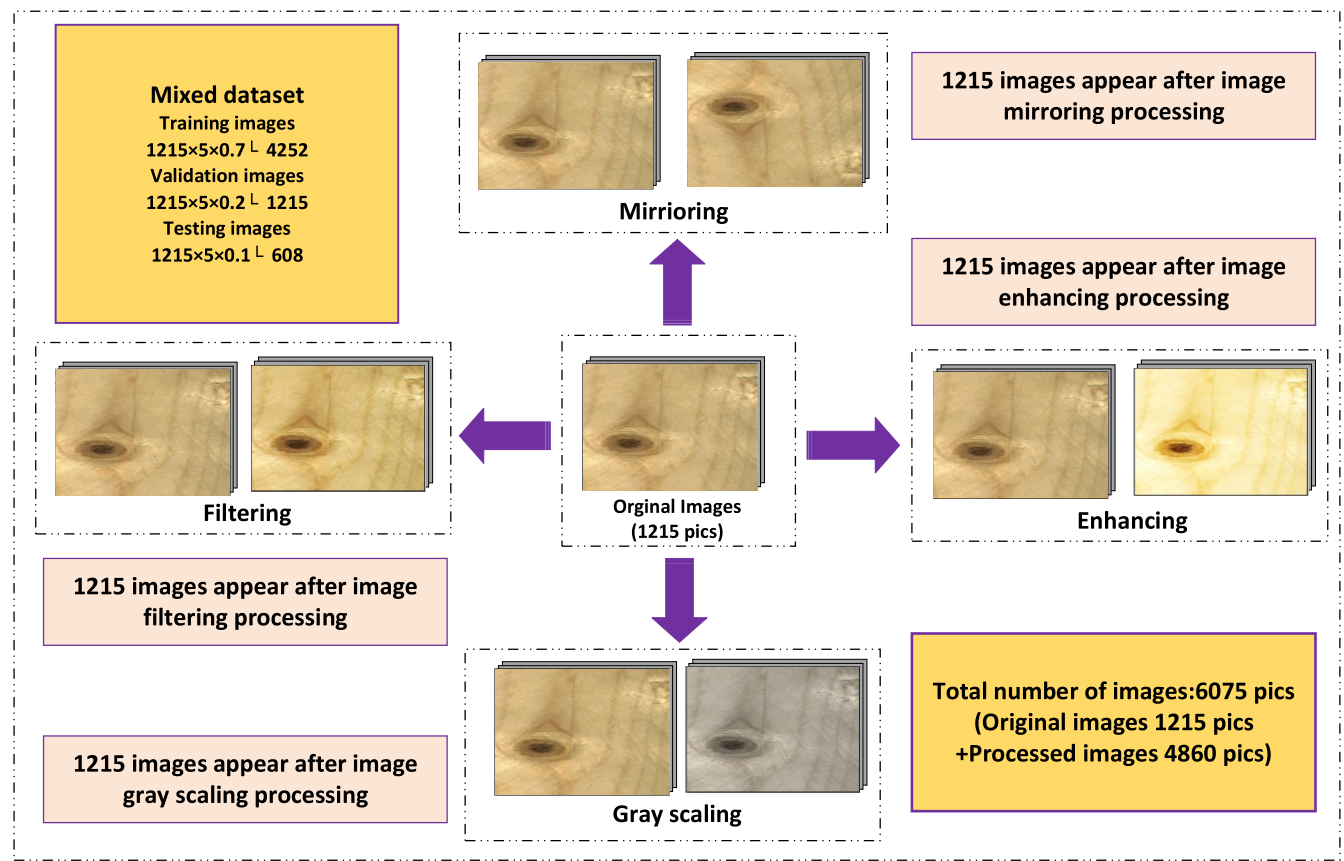 Mixed dataset
Training images
1215×5×0.7└ 4252
Validation images
1215×5×0.2└ 1215
Testing images
1215×5×0.1└ 608
Mirrioring
1215 images appear after image
mirroring processing
1215 images appear after image
enhancing processing
Filtering
Orginal Images
(1215 pics)
Enhancing
1215 images appear after image
filtering processing
1215 images appear after image
gray scaling processing
Gray scaling
Total number of images:6075 pics
(Original images 1215 pics
+Processed images 4860 pics)